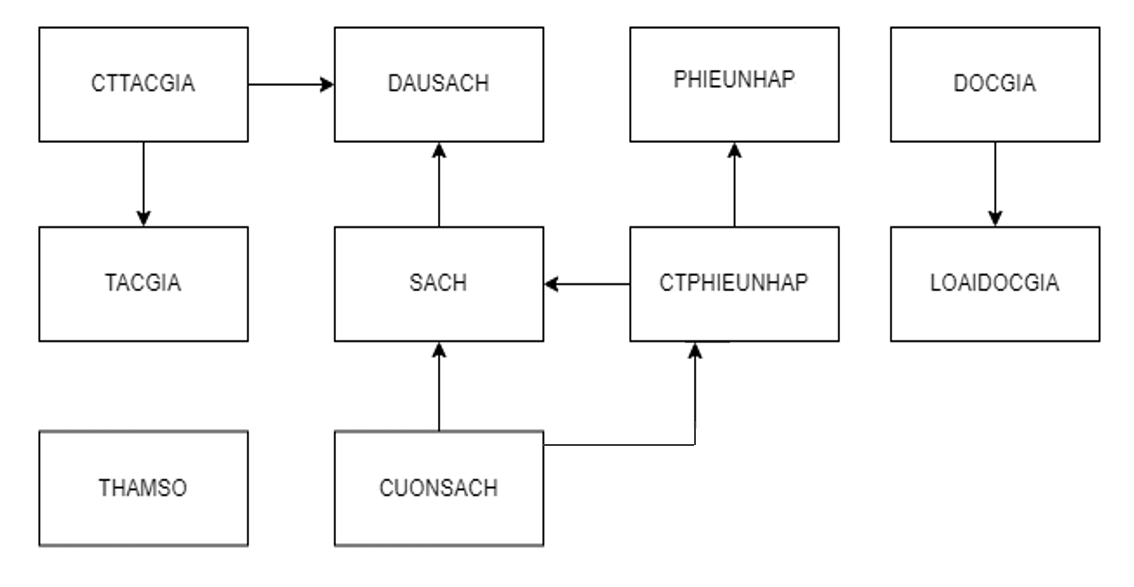 CTTACGIA
DAUSACH
PHIEUNHAP
DOCGIA
TACGIA
SACH
CTPHIEUNHAP
LOAIDOCGIA
THAMSO
CUONSACH